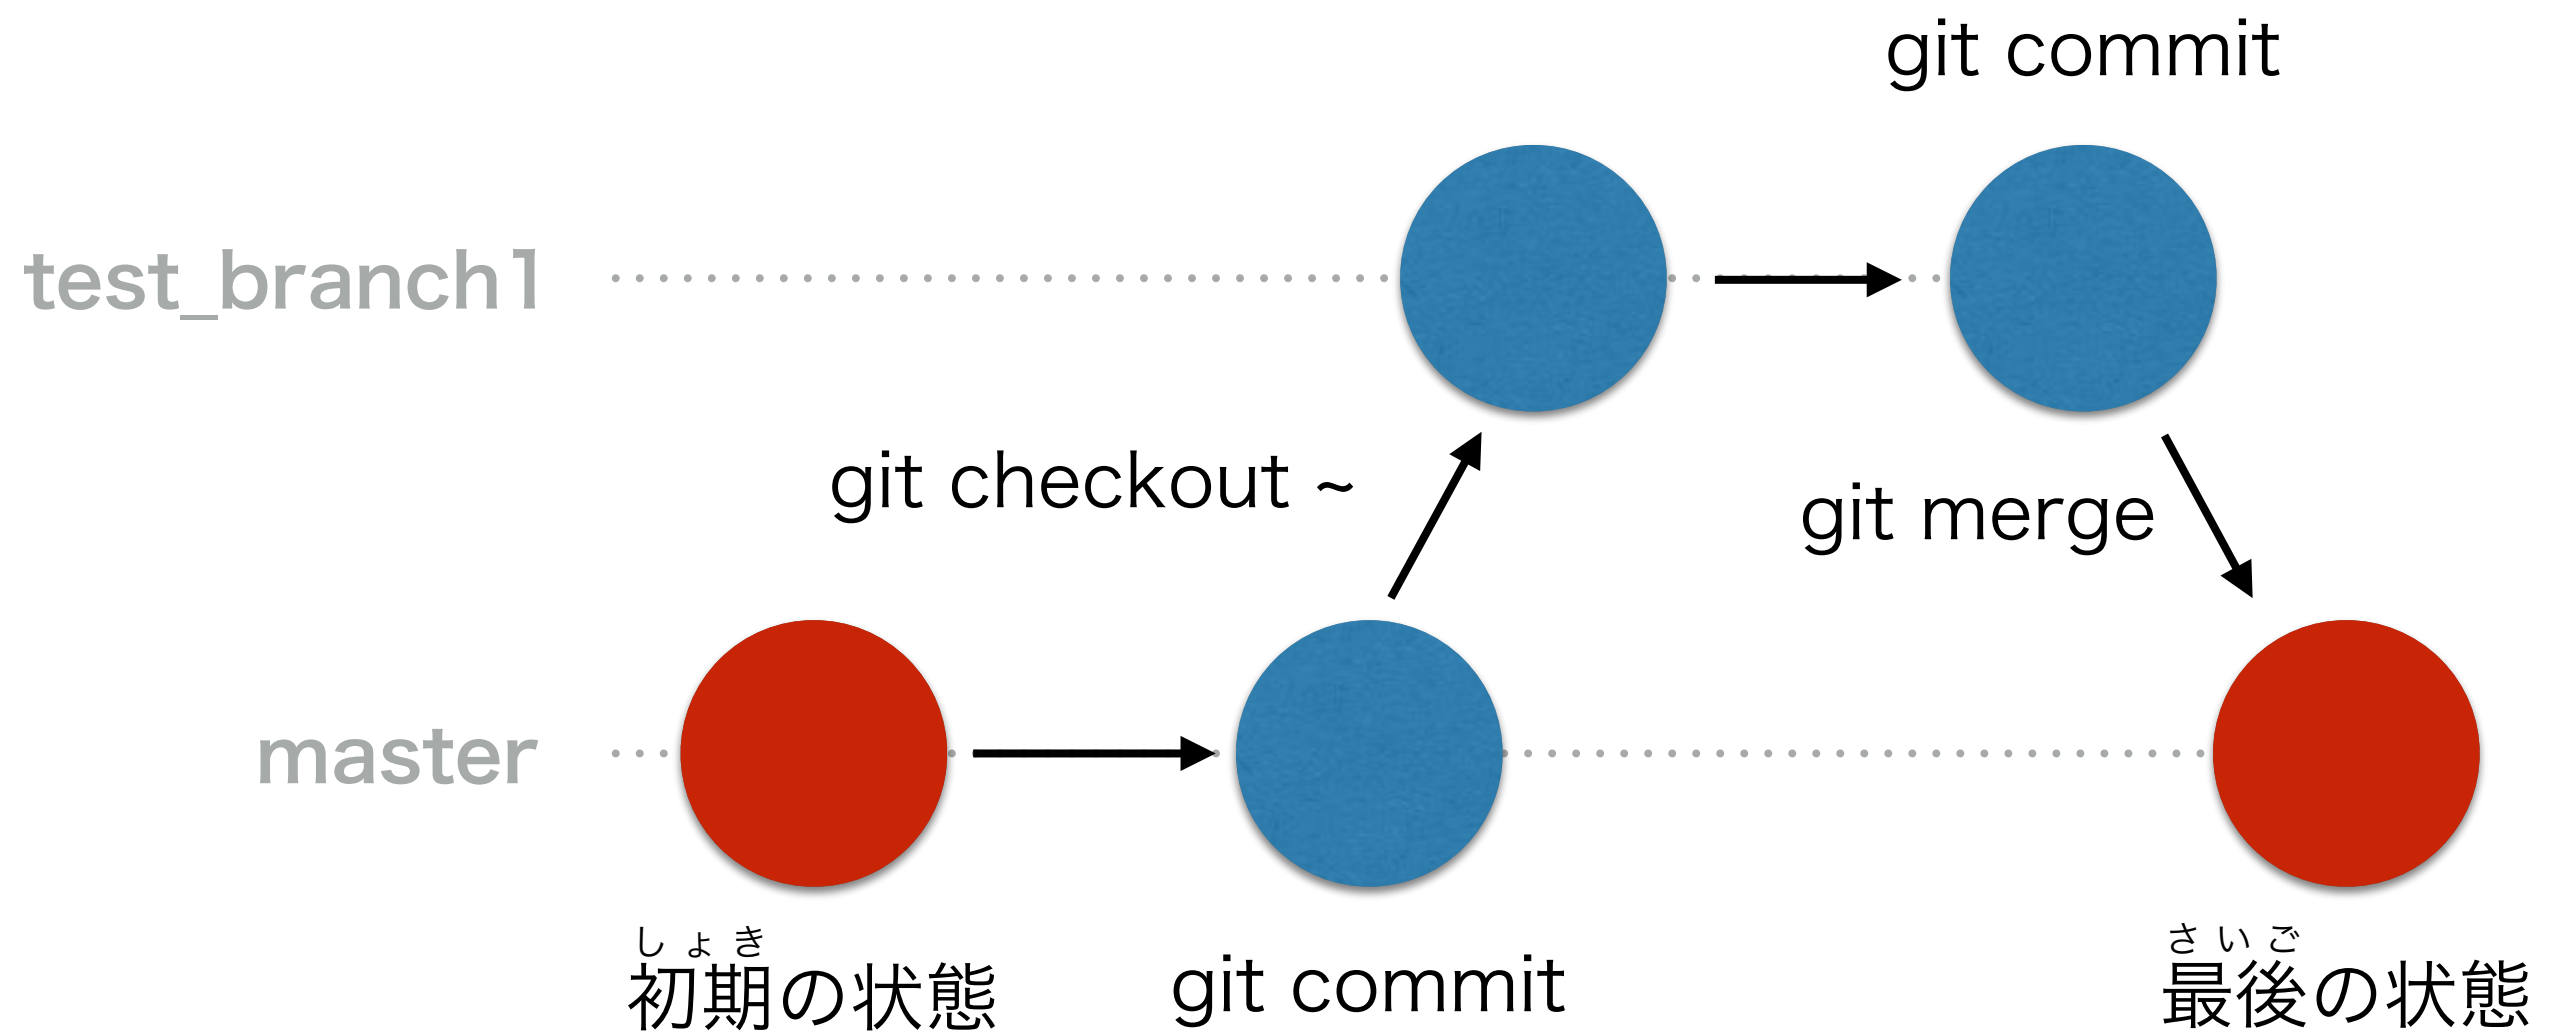 git commit
test_branch1
git checkout ~
git merge
master
しょき
初期の状態
git commit
さいご
最後の状態